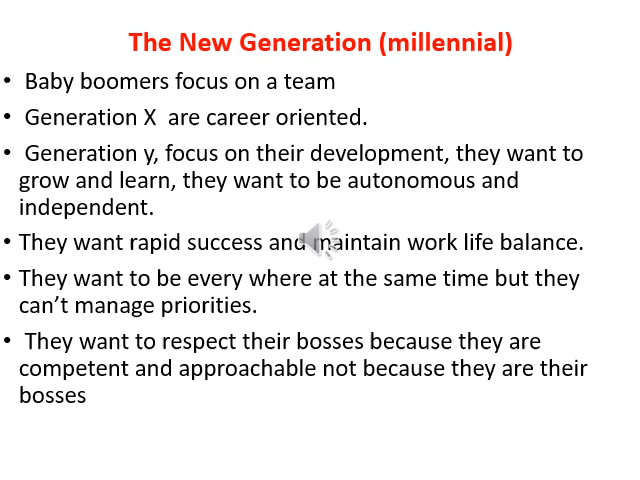 The New Generation (millennial)
• Baby boomers focus on a team
• Generation X  are career oriented.
• Generation y, focus on their development, they want to
grow and learn, they want to be autonomous and
independent.
• They want rapid success and maintain work life balance.
• They want to be every where at the same time but they
can’t manage priorities.
• They want to respect their bosses because they are
competent and approachable not because they are their
bosses